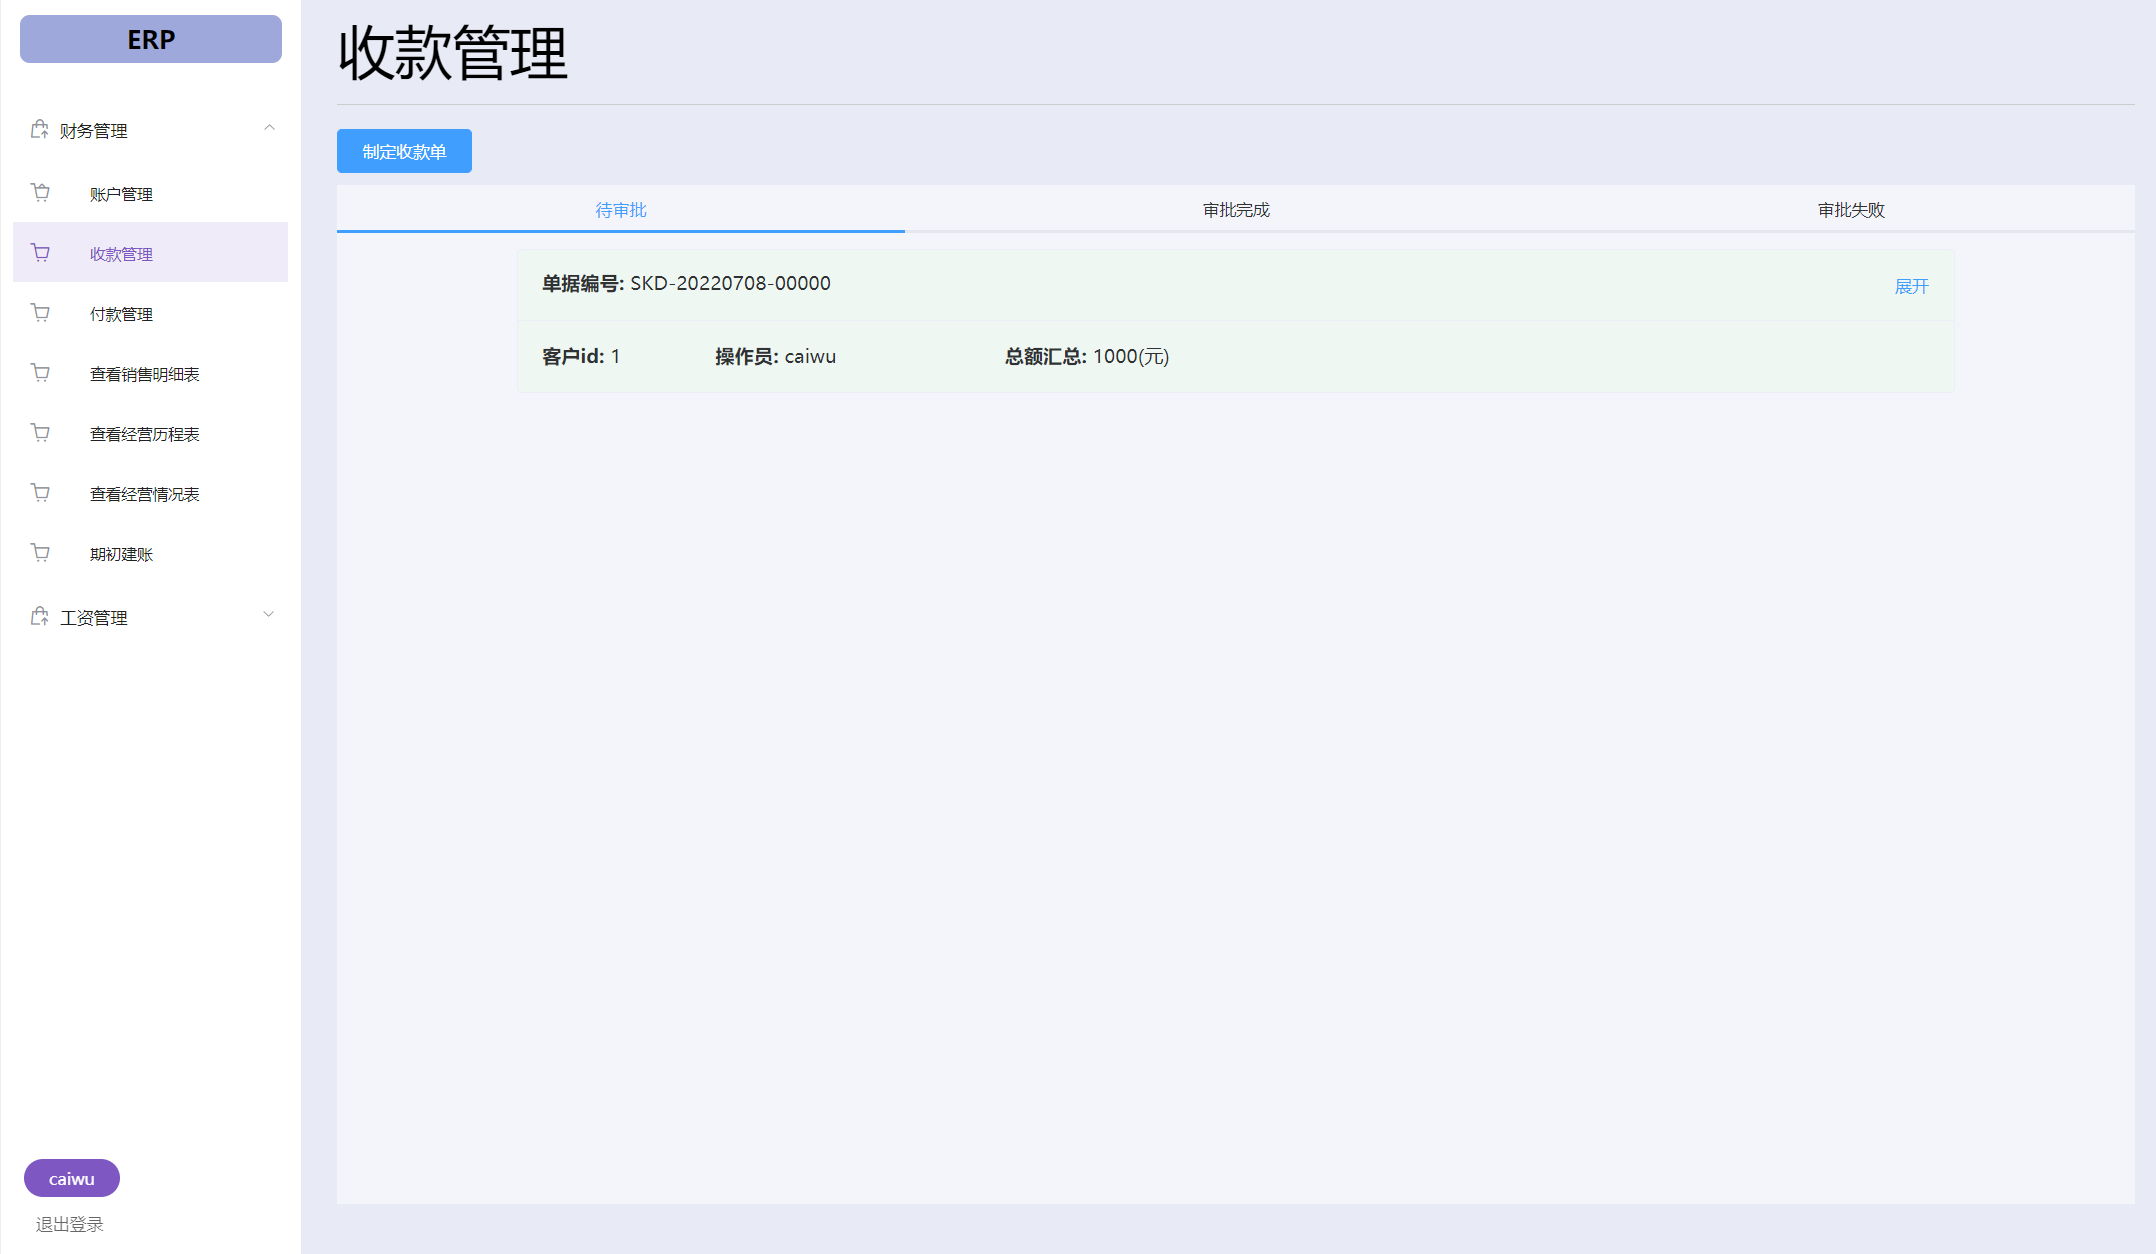 ERP
财务管理
账户管理
收款管理
付款管理
查看销售明细表
查看经营历程表
查看经营情况表
期初建账
工资管理
caiwu
退出登录
收款管理
制定收款单
待审批 审批完成 审批失败
单据编号: SKD-20220708-00000 展开
客户id: 1 操作员: caiwu 总额汇总: 1000(元)